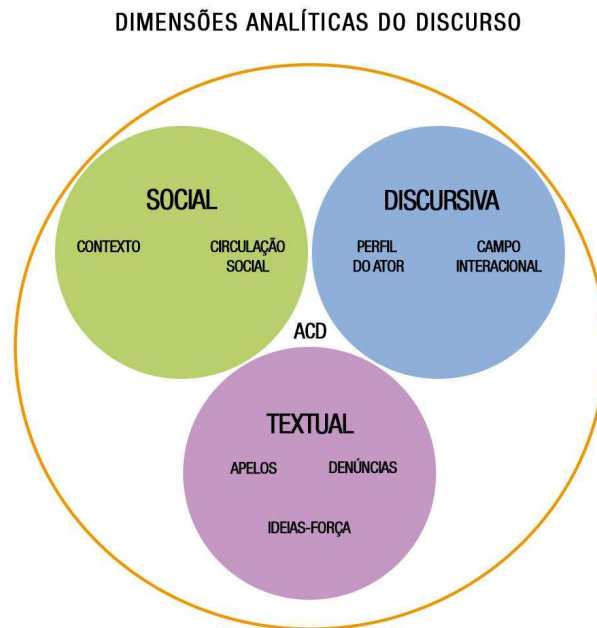 DIMENSÕES ANALÍTICAS DO DISCURSO
SOCIAL
CONTEXTO
CIRCULAÇÃO
SOCIAL
DISCURSIVA
PERFIL
DO ATOR
CAMPO
INTERACIONAL
ACD
TEXTUAL
APELOS
DENÚNCIAS
IDEIAS-FORÇA